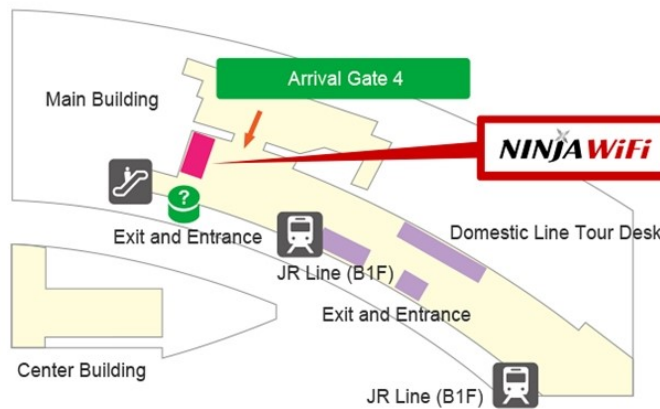 Arrival Gate 4
Main Building
NINJA WiFi
?
Exit and Entrance
Domestic Line Tour Desk
JR Line (B1F)
Exit and Entrance
Center Building
JR Line (B1F)